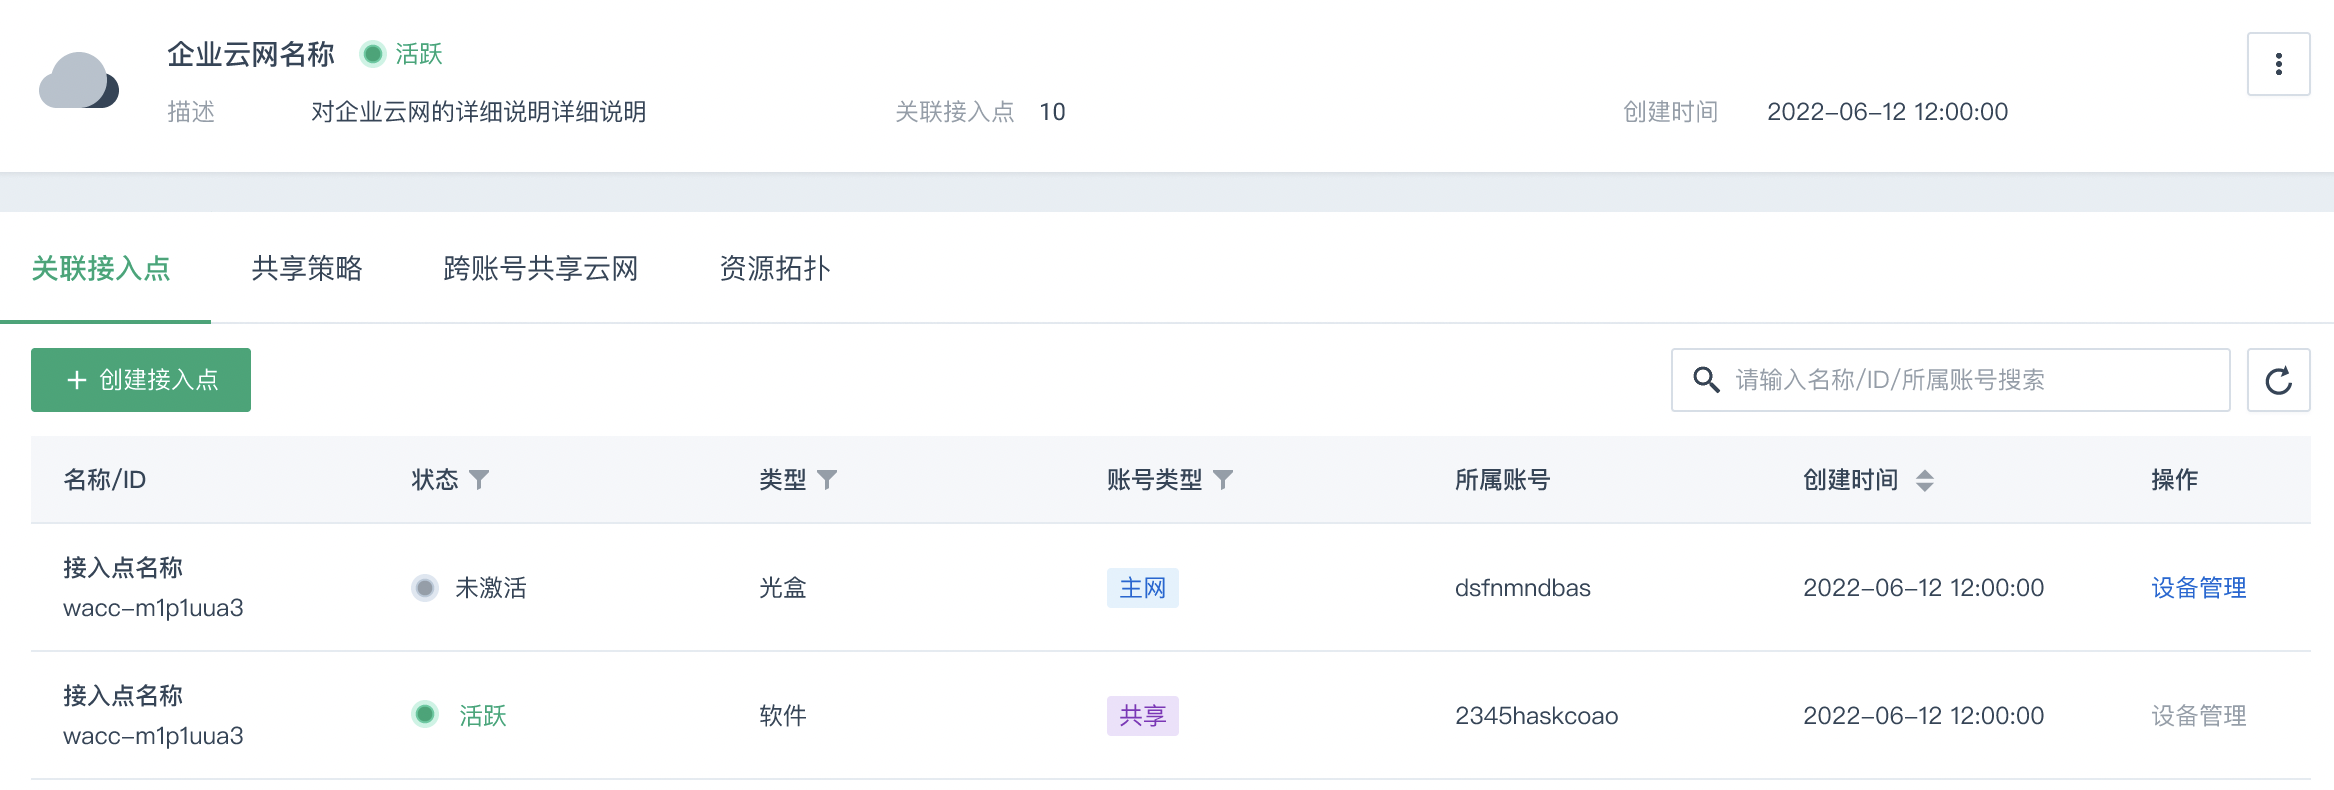 企业云网名称 活跃
描述 对企业云网的详细说明详细说明 关联接入点 10 创建时间 2022-06-12 12:00:00
关联接入点 共享策略 跨账号共享云网 资源拓扑
+ 创建接入点 请输入名称/ID/所属账号搜索
名称/ID 状态 类型 账号类型 所属账号 创建时间 操作
接入点名称
wacc-m1p1uua3 未激活 光盒 主网 dsfnmndbas 2022-06-12 12:00:00 设备管理
接入点名称
wacc-m1p1uua3 活跃 软件 共享 2345haskcoao 2022-06-12 12:00:00 设备管理